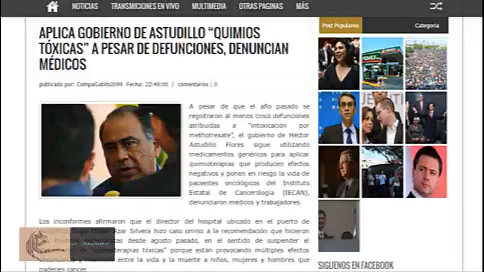 NOTICIAS TRANSMICIONES EN VIVO MULTIMEDIA OTRAS PAGINAS MÁS
APLICA GOBIERNO DE ASTUDILLO “QUIMIOS
TÓXICAS” A PESAR DE DEFUNCIONES, DENUNCIAN
MÉDICOS
publicado por: CompaGabito2099 Fecha: 22:49:00 / comentarios : 0
A pesar de que el año pasado se
registraron al menos cinco defunciones
atribuidas a “intoxicación por
methotrexate”, el gobierno de Héctor
Astudillo Flores sigue utilizando
medicamentos genéricos para aplicar
quimioterapias que producen efectos
negativos y ponen en riesgo la vida de
pacientes oncológicos del Instituto
Estatal de Cancerología (IECAN),
denunciaron médicos y trabajadores.
Los inconformes afirmaron que el director del hospital ubicado en el puerto de
Azar Silvera hizo caso omiso a la recomendación que hicieron
desde agosto pasado, en el sentido de suspender el
tóxicas” porque están provocando múltiples efectos
entre la vida y la muerte a niños, mujeres y hombres que
padecen cancer
Post Populares Categoria
SIGUENOS EN FACEBOOK